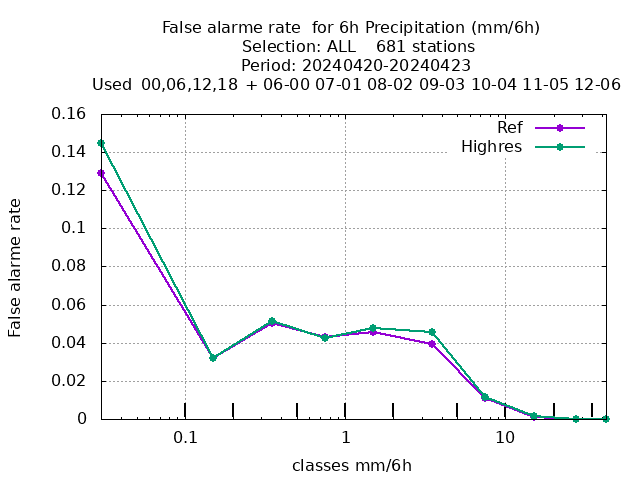 False alarme rate  for 6h Precipitation (mm/6h)
Selection: ALL    681 stations
Period: 20240420-20240423
Used  00,06,12,18  + 06-00 07-01 08-02 09-03 10-04 11-05 12-06
0.16
0.14
0.12
0.1
0.08
0.06
0.04
0.02
0
False alarme rate
Ref
Highres
0.1 1 10
classes mm/6h